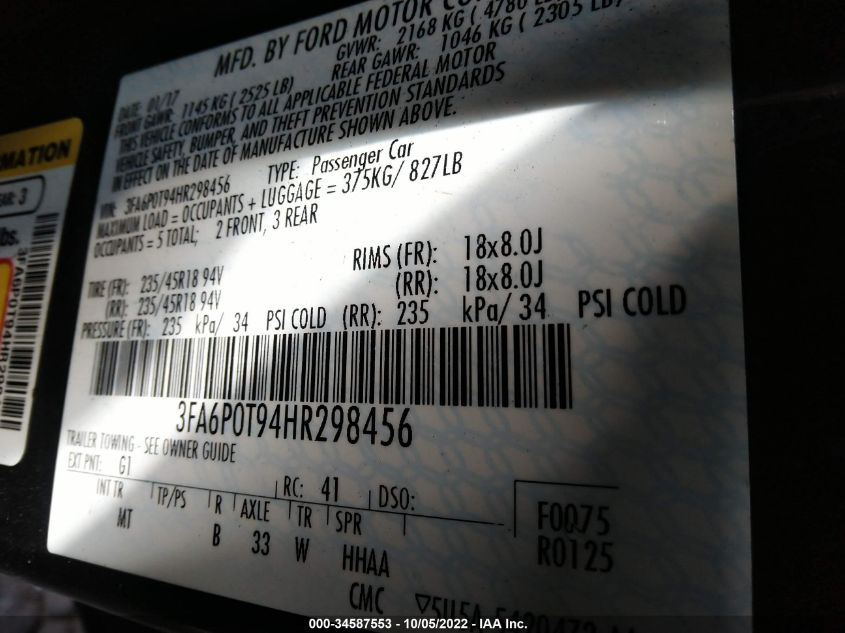 MFD. BY FORD MOTOR CO
GVWR: 2168 KG ( 4780 LB
DATE: 01/17
FRONT GAWR: 1145 KG ( 2525 LB) REAR GAWR: 1046 KG ( 2305 LB)
THIS VEHICLE CONFORMS TO ALL APPLICABLE FEDERAL MOTOR
VEHICLE SAFETY, BUMPER, AND THEFT PREVENTION STANDARDS
IN EFFECT ON THE DATE OF MANUFACTURE SHOWN ABOVE.
VIN: 3FA6P0T94HR298456 TYPE: Passenger Car
MAXIMUM LOAD = OCCUPANTS + LUGGAGE = 375KG/ 827LB
OCCUPANTS = 5 TOTAL; 2 FRONT, 3 REAR
TIRE (FR): 235/45R18 94V RIMS (FR): 18x8.0J
(RR): 235/45R18 94V (RR): 18x8.0J
PRESSURE (FR): 235 kPa/ 34 PSI COLD (RR): 235 kPa/ 34 PSI COLD
3FA6P0T94HR298456
TRAILER TOWING - SEE OWNER GUIDE
EXT PNT: G1 RC: 41 DSO:
INT TR TP/PS R AXLE TR SPR F0075
MT B 33 W HHAA R0125
CMC
RMATION
AR: 3
lbs.
3FA6P0T94HR298
000-34587553 - 10/05/2022 - IAA Inc.